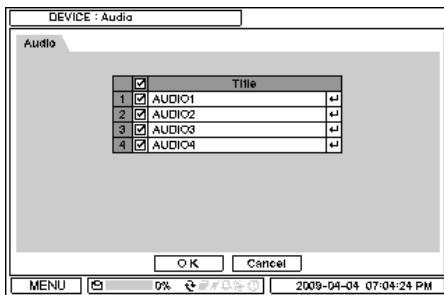 DEVICE : Audio
Audio
Title
1 AUDIO1
2 AUDIO2
3 AUDIO3
4 AUDIO4
OK Cancel
MENU 0% 2009-04-04 07:04:24 PM